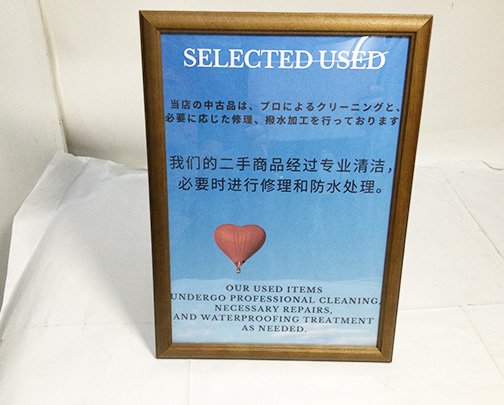 SELECTED USED
当店の中古品は、プロによるクリーニングと、
必要に応じた修理、撥水加工を行っております
我们的二手商品经过专业清洁，
必要时进行修理和防水处理。
OUR USED ITEMS
UNDERGO PROFESSIONAL CLEANING,
NECESSARY REPAIRS,
AND WATERPROOFING TREATMENT
AS NEEDED.